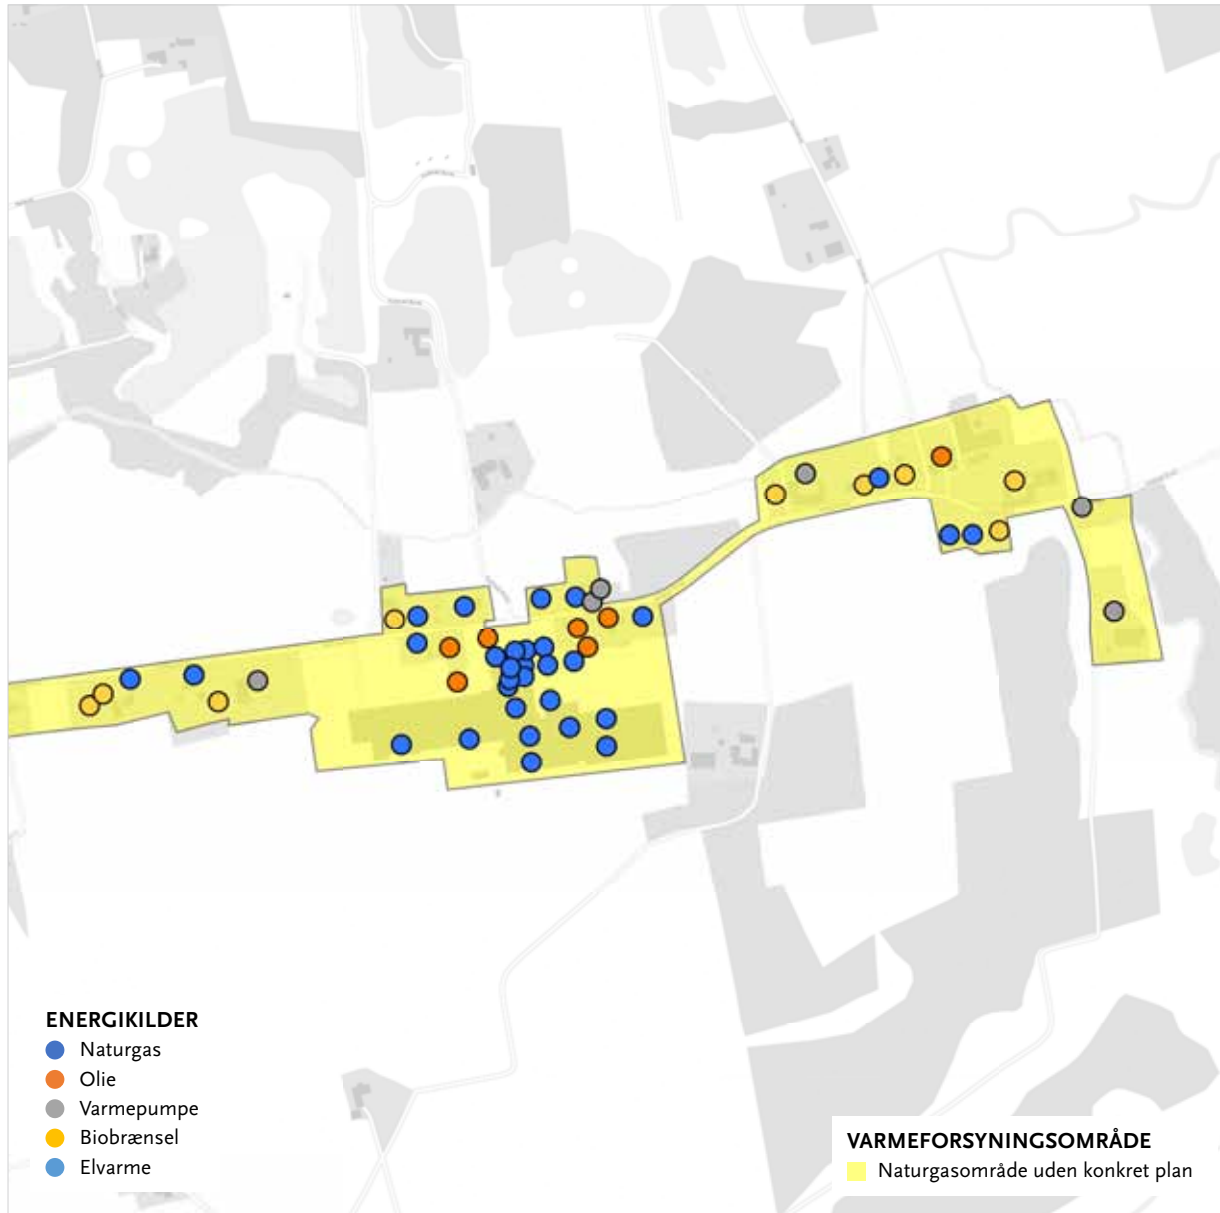 ENERGIKILDER
Naturgas
Olie
Varmepumpe
Biobrænsel
Elvarme
VARMEFORSYNINGSOMRÅDE
Naturgasområde uden konkret plan